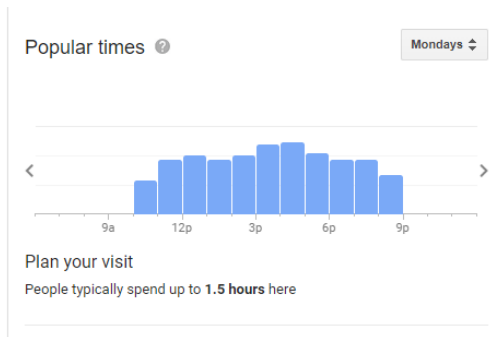 Popular times ?
Mondays
9a 12p 3p 6p 9p
Plan your visit
People typically spend up to 1.5 hours here